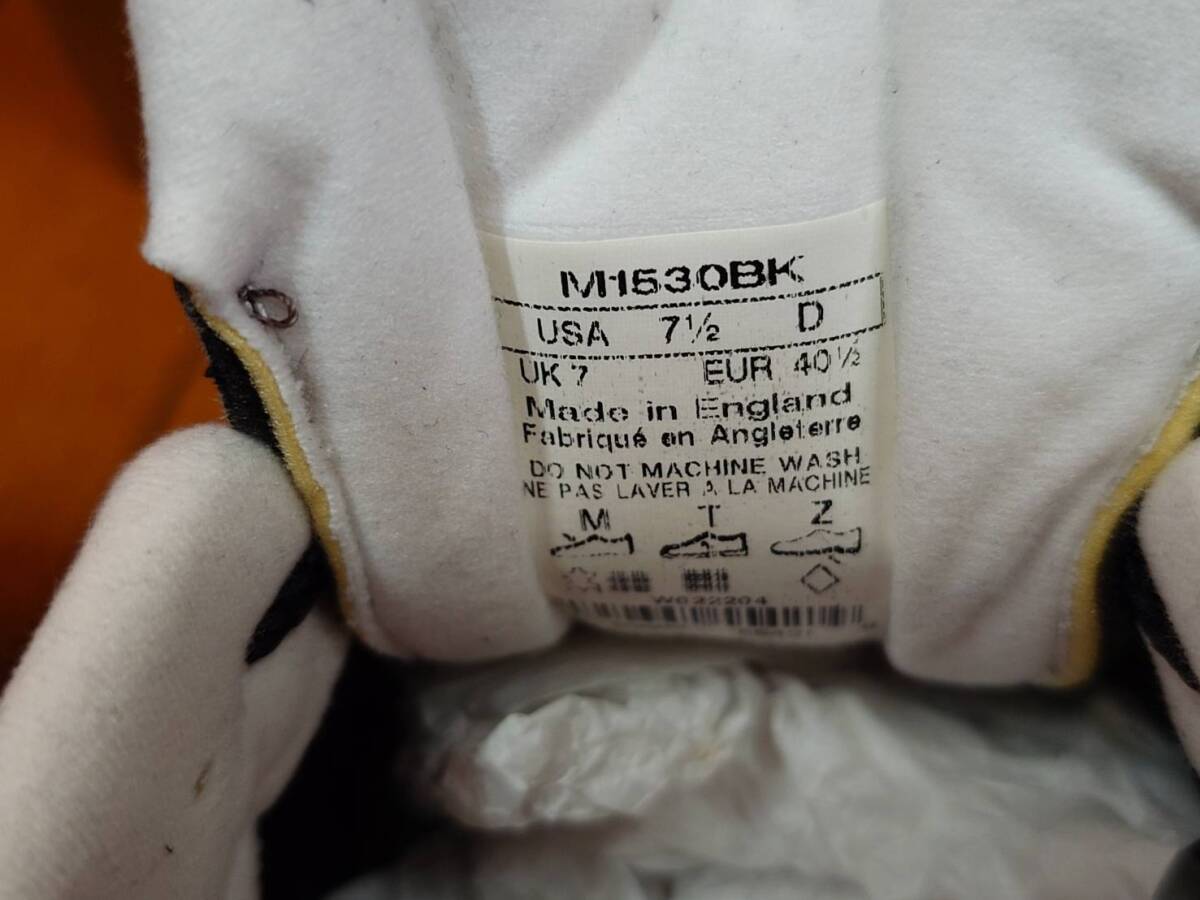 M1530BK
USA 7½ D
UK 7 EUR 40½
Made in England
Fabriqué en Angleterre
DO NOT MACHINE WASH
NE PAS LAVER A LA MACHINE
M T Z
W622204